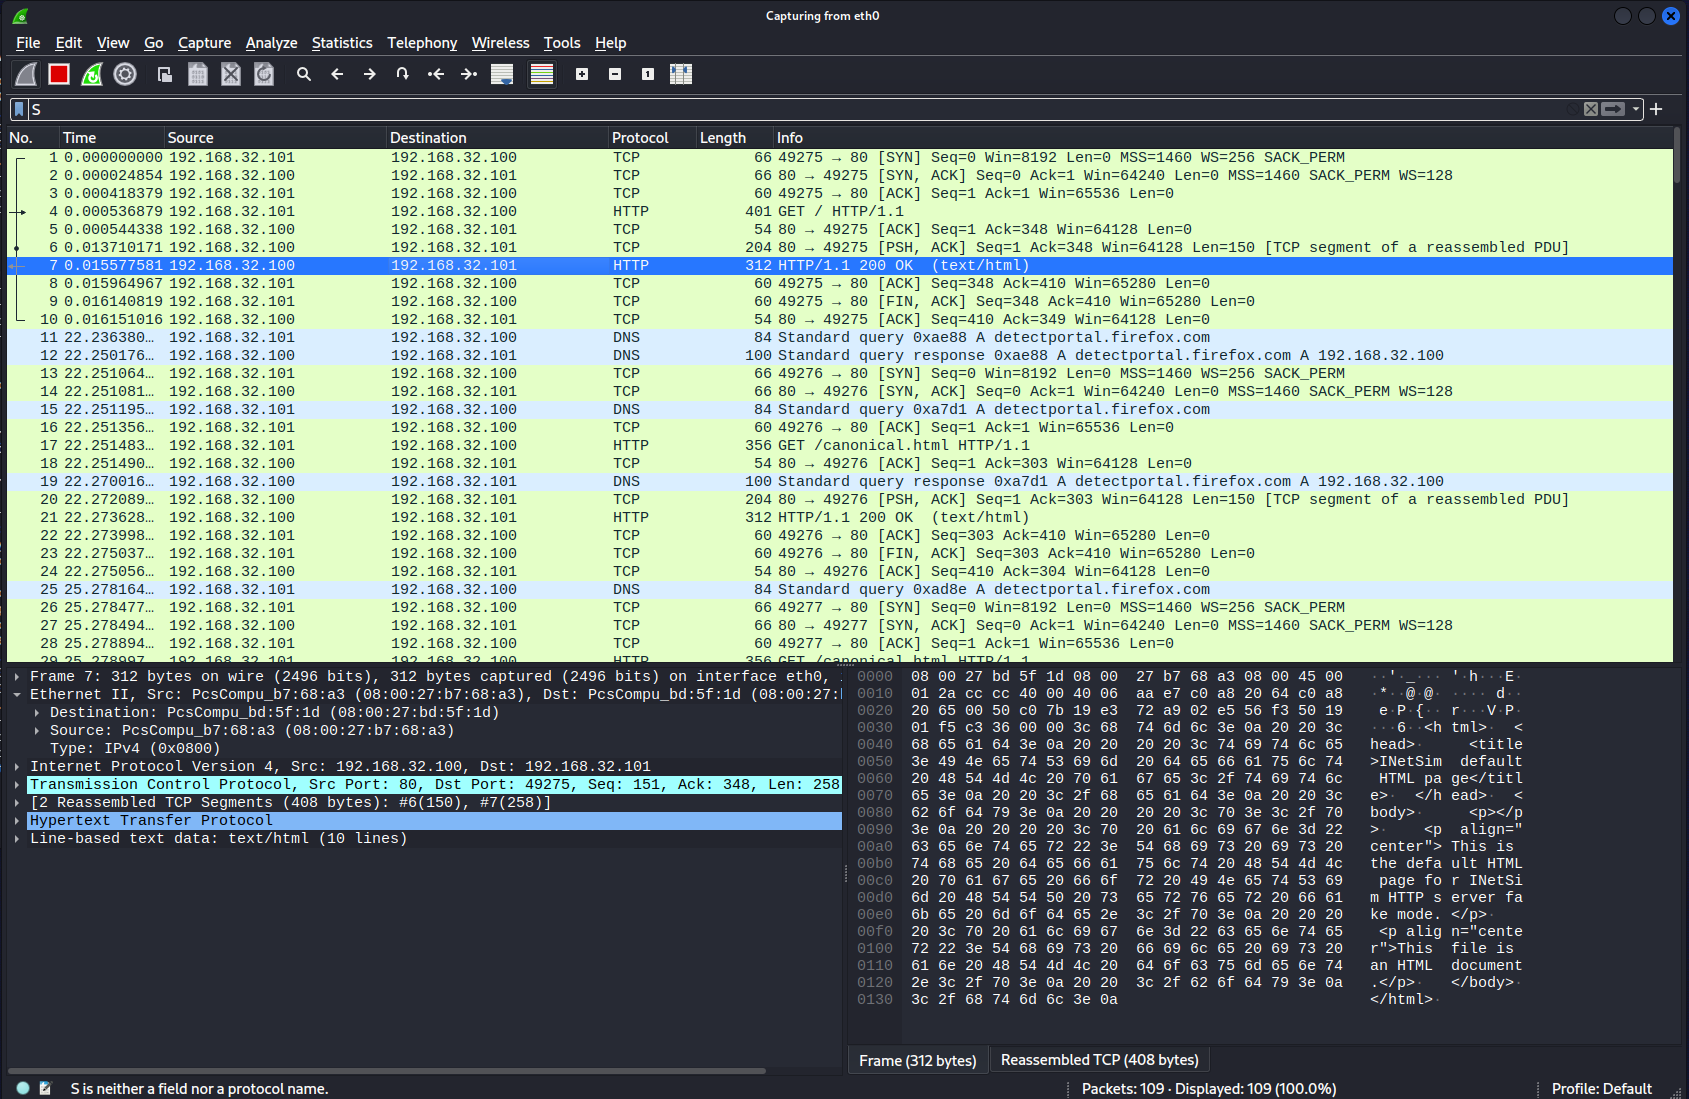 Capturing from eth0
File Edit View Go Capture Analyze Statistics Telephony Wireless Tools Help
S
No. Time Source Destination Protocol Length Info
1 0.000000000 192.168.32.101 192.168.32.100 TCP 66 49275 → 80 [SYN] Seq=0 Win=8192 Len=0 MSS=1460 WS=256 SACK_PERM
2 0.000024854 192.168.32.100 192.168.32.101 TCP 66 80 → 49275 [SYN, ACK] Seq=0 Ack=1 Win=64240 Len=0 MSS=1460 SACK_PERM WS=128
3 0.000418379 192.168.32.101 192.168.32.100 TCP 60 49275 → 80 [ACK] Seq=1 Ack=1 Win=65536 Len=0
4 0.000536879 192.168.32.101 192.168.32.100 HTTP 401 GET / HTTP/1.1
5 0.000544338 192.168.32.100 192.168.32.101 TCP 54 80 → 49275 [ACK] Seq=1 Ack=348 Win=64128 Len=0
6 0.013710171 192.168.32.100 192.168.32.101 TCP 204 80 → 49275 [PSH, ACK] Seq=1 Ack=348 Win=64128 Len=150 [TCP segment of a reassembled PDU]
7 0.015577581 192.168.32.100 192.168.32.101 HTTP 312 HTTP/1.1 200 OK  (text/html)
8 0.015964967 192.168.32.101 192.168.32.100 TCP 60 49275 → 80 [ACK] Seq=348 Ack=410 Win=65280 Len=0
9 0.016140819 192.168.32.101 192.168.32.100 TCP 60 49275 → 80 [FIN, ACK] Seq=348 Ack=410 Win=65280 Len=0
10 0.016151016 192.168.32.100 192.168.32.101 TCP 54 80 → 49275 [ACK] Seq=410 Ack=349 Win=64128 Len=0
11 22.236380… 192.168.32.101 192.168.32.100 DNS 84 Standard query 0xae88 A detectportal.firefox.com
12 22.250176… 192.168.32.100 192.168.32.101 DNS 100 Standard query response 0xae88 A detectportal.firefox.com A 192.168.32.100
13 22.251064… 192.168.32.101 192.168.32.100 TCP 66 49276 → 80 [SYN] Seq=0 Win=8192 Len=0 MSS=1460 WS=256 SACK_PERM
14 22.251081… 192.168.32.100 192.168.32.101 TCP 66 80 → 49276 [SYN, ACK] Seq=0 Ack=1 Win=64240 Len=0 MSS=1460 SACK_PERM WS=128
15 22.251195… 192.168.32.101 192.168.32.100 DNS 84 Standard query 0xa7d1 A detectportal.firefox.com
16 22.251356… 192.168.32.101 192.168.32.100 TCP 60 49276 → 80 [ACK] Seq=1 Ack=1 Win=65536 Len=0
17 22.251483… 192.168.32.101 192.168.32.100 HTTP 356 GET /canonical.html HTTP/1.1
18 22.251490… 192.168.32.100 192.168.32.101 TCP 54 80 → 49276 [ACK] Seq=1 Ack=303 Win=64128 Len=0
19 22.270016… 192.168.32.100 192.168.32.101 DNS 100 Standard query response 0xa7d1 A detectportal.firefox.com A 192.168.32.100
20 22.272089… 192.168.32.100 192.168.32.101 TCP 204 80 → 49276 [PSH, ACK] Seq=1 Ack=303 Win=64128 Len=150 [TCP segment of a reassembled PDU]
21 22.273628… 192.168.32.100 192.168.32.101 HTTP 312 HTTP/1.1 200 OK  (text/html)
22 22.273998… 192.168.32.101 192.168.32.100 TCP 60 49276 → 80 [ACK] Seq=303 Ack=410 Win=65280 Len=0
23 22.275037… 192.168.32.101 192.168.32.100 TCP 60 49276 → 80 [FIN, ACK] Seq=303 Ack=410 Win=65280 Len=0
24 22.275056… 192.168.32.100 192.168.32.101 TCP 54 80 → 49276 [ACK] Seq=410 Ack=304 Win=64128 Len=0
25 25.278164… 192.168.32.101 192.168.32.100 DNS 84 Standard query 0xad8e A detectportal.firefox.com
26 25.278477… 192.168.32.101 192.168.32.100 TCP 66 49277 → 80 [SYN] Seq=0 Win=8192 Len=0 MSS=1460 WS=256 SACK_PERM
27 25.278494… 192.168.32.100 192.168.32.101 TCP 66 80 → 49277 [SYN, ACK] Seq=0 Ack=1 Win=64240 Len=0 MSS=1460 SACK_PERM WS=128
28 25.278894… 192.168.32.101 192.168.32.100 TCP 60 49277 → 80 [ACK] Seq=1 Ack=1 Win=65536 Len=0
29 25.278997 192.168.32.101 192.168.32.100 HTTP 356 GET /canonical.html HTTP/1.1
Frame 7: 312 bytes on wire (2496 bits), 312 bytes captured (2496 bits) on interface eth0,
Ethernet II, Src: PcsCompu_b7:68:a3 (08:00:27:b7:68:a3), Dst: PcsCompu_bd:5f:1d (08:00:27:
Destination: PcsCompu_bd:5f:1d (08:00:27:bd:5f:1d)
Source: PcsCompu_b7:68:a3 (08:00:27:b7:68:a3)
Type: IPv4 (0x0800)
Internet Protocol Version 4, Src: 192.168.32.100, Dst: 192.168.32.101
Transmission Control Protocol, Src Port: 80, Dst Port: 49275, Seq: 151, Ack: 348, Len: 258
[2 Reassembled TCP Segments (408 bytes): #6(150), #7(258)]
Hypertext Transfer Protocol
Line-based text data: text/html (10 lines)
0000 08 00 27 bd 5f 1d 08 00 27 b7 68 a3 08 00 45 00 ··'·_··· '·h···E·
0010 01 2a cc cc 40 00 40 06 aa e7 c0 a8 20 64 c0 a8 ·*··@·@· ···· d··
0020 20 65 00 50 c0 7b 19 e3 72 a9 02 e5 56 f3 50 19 e·P·{·· r···V·P·
0030 01 f5 c3 36 00 00 3c 68 74 6d 6c 3e 0a 20 20 3c ···6··<h tml>·  <
0040 68 65 61 64 3e 0a 20 20 20 20 3c 74 69 74 6c 65 head>·     <title
0050 3e 49 4e 65 74 53 69 6d 20 64 65 66 61 75 6c 74 >INetSim  default
0060 20 48 54 4d 4c 20 70 61 67 65 3c 2f 74 69 74 6c HTML pa ge</titl
0070 65 3e 0a 20 20 3c 2f 68 65 61 64 3e 0a 20 20 3c e>·  </h ead>·  <
0080 62 6f 64 79 3e 0a 20 20 20 20 3c 70 3e 3c 2f 70 body>·     <p></p
0090 3e 0a 20 20 20 20 3c 70 20 61 6c 69 67 6e 3d 22 >·    <p  align="
00a0 63 65 6e 74 65 72 22 3e 54 68 69 73 20 69 73 20 center"> This is
00b0 74 68 65 20 64 65 66 61 75 6c 74 20 48 54 4d 4c the defa ult HTML
00c0 20 70 61 67 65 20 66 6f 72 20 49 4e 65 74 53 69 page fo r INetSi
00d0 6d 20 48 54 54 50 20 73 65 72 76 65 72 20 66 61 m HTTP s erver fa
00e0 6b 65 20 6d 6f 64 65 2e 3c 2f 70 3e 0a 20 20 20 ke mode. </p>·
00f0 20 3c 70 20 61 6c 69 67 6e 3d 22 63 65 6e 74 65 <p alig n="cente
0100 72 22 3e 54 68 69 73 20 66 69 6c 65 20 69 73 20 r">This  file is
0110 61 6e 20 48 54 4d 4c 20 64 6f 63 75 6d 65 6e 74 an HTML  document
0120 2e 3c 2f 70 3e 0a 20 20 3c 2f 62 6f 64 79 3e 0a .</p>·   </body>·
0130 3c 2f 68 74 6d 6c 3e 0a </html>·
Frame (312 bytes) Reassembled TCP (408 bytes)
S is neither a field nor a protocol name. Packets: 109 · Displayed: 109 (100.0%) Profile: Default